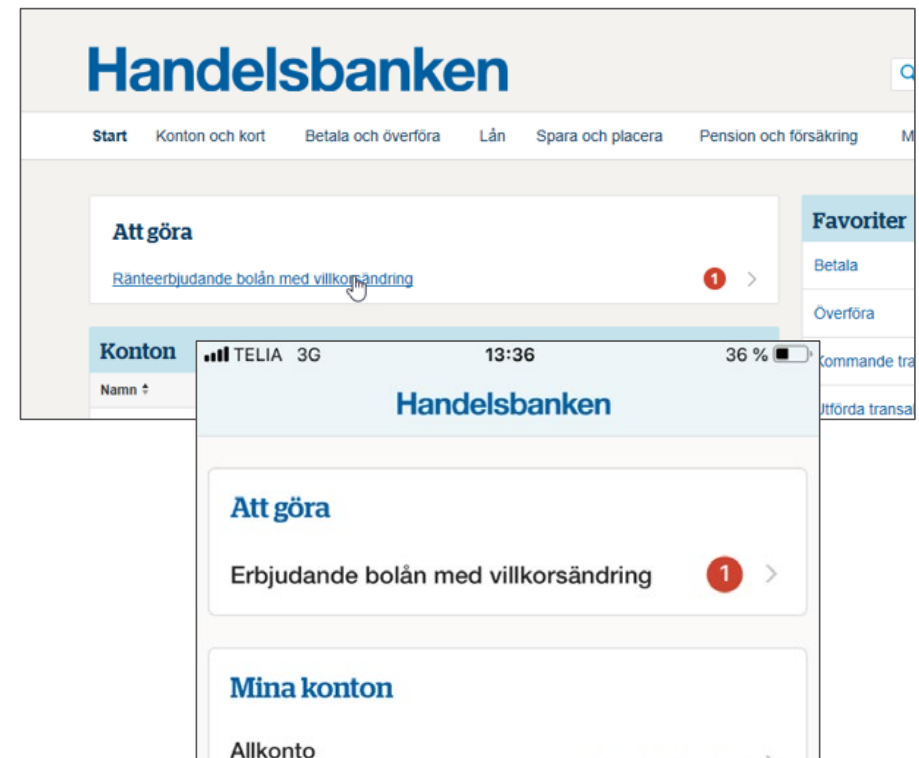 Handelsbanken
Start Konton och kort Betala och överföra Lån Spara och placera Pension och försäkring M
Att göra
Ränteerbjudande bolån med villkorsändring
1
Favoriter
Betala
Överföra
Kommande tra
Utförda transa
Konton
Namn
TELIA 3G 13:36 36 %
Handelsbanken
Att göra
Erbjudande bolån med villkorsändring 1
Mina konton
Allkonto